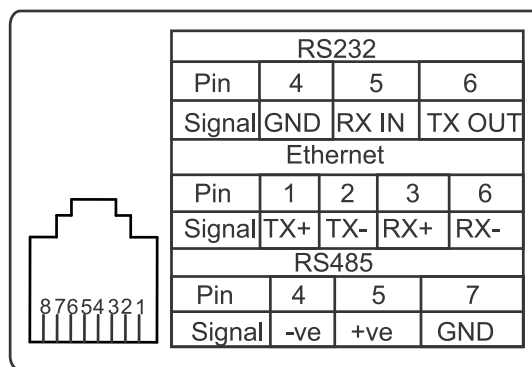 RS232
Pin 4 5 6
Signal GND RX IN TX OUT
Ethernet
Pin 1 2 3 6
Signal TX+ TX- RX+ RX-
RS485
Pin 4 5 7
Signal -ve +ve GND
87654321